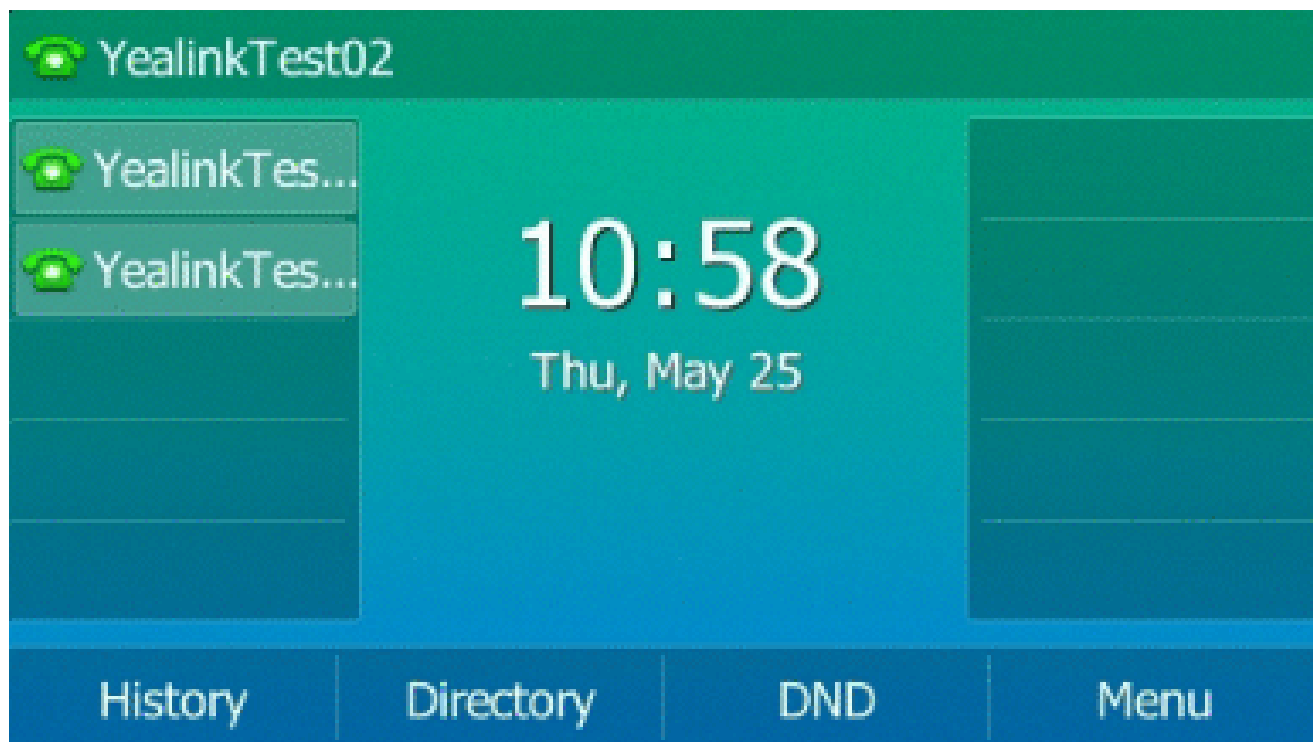 YealinkTest02
YealinkTes...
YealinkTes...
10:58
Thu, May 25
History
Directory
DND
Menu